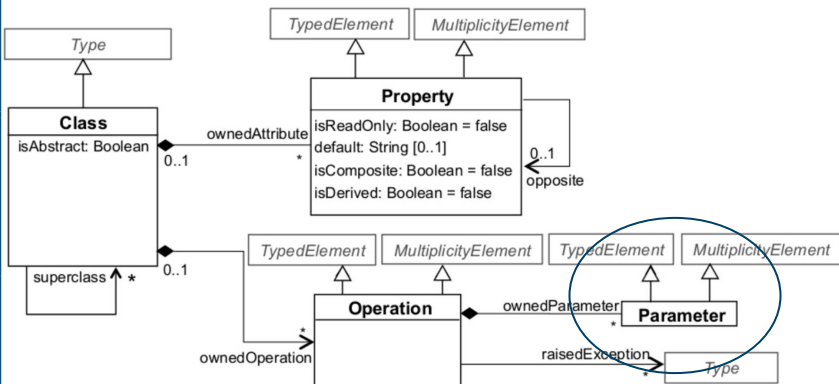 TypedElement
MultiplicityElement
Type
Property
Class
isAbstract: Boolean
ownedAttribute
0..1
*
isReadOnly: Boolean = false
default: String [0..1]
isComposite: Boolean = false
isDerived: Boolean = false
0..1
opposite
superclass
*
0..1
*
ownedOperation
TypedElement
MultiplicityElement
TypedElement
MultiplicityElement
Operation
ownedParameter
*
Parameter
raisedException
*
Type